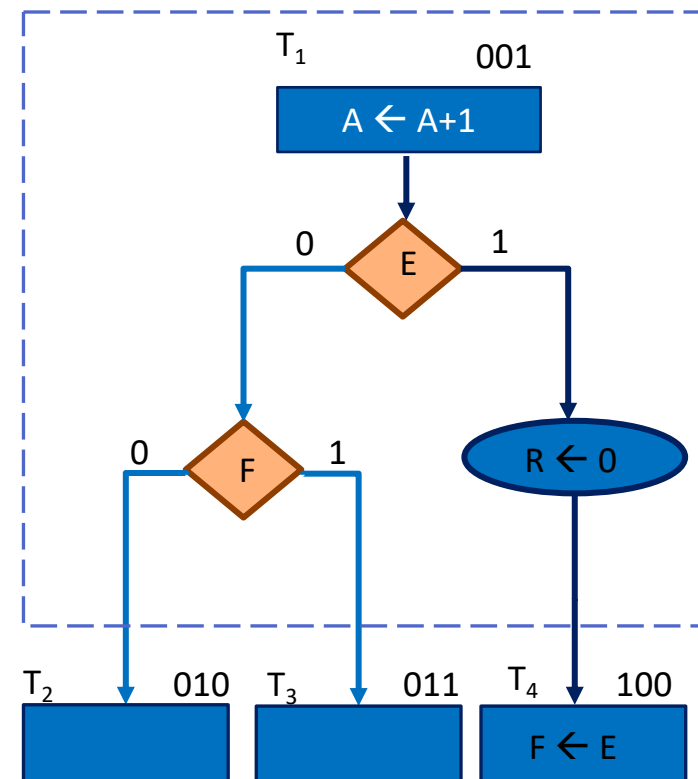 T₁ 001
A ← A+1
0 1
E
0 1
F
R ← 0
T₂ 010 T₃ 011 T₄ 100
F ← E